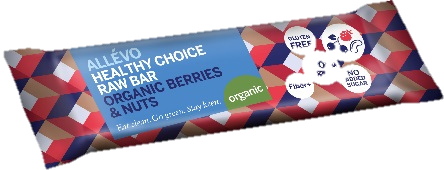 ALLÉVO
HEALTHY CHOICE
RAW BAR
ORGANIC BERRIES
& NUTS
Eat clean. Go green. Stay keen.
organic
GLUTEN
FREE
Fiber+
NO
ADDED
SUGAR